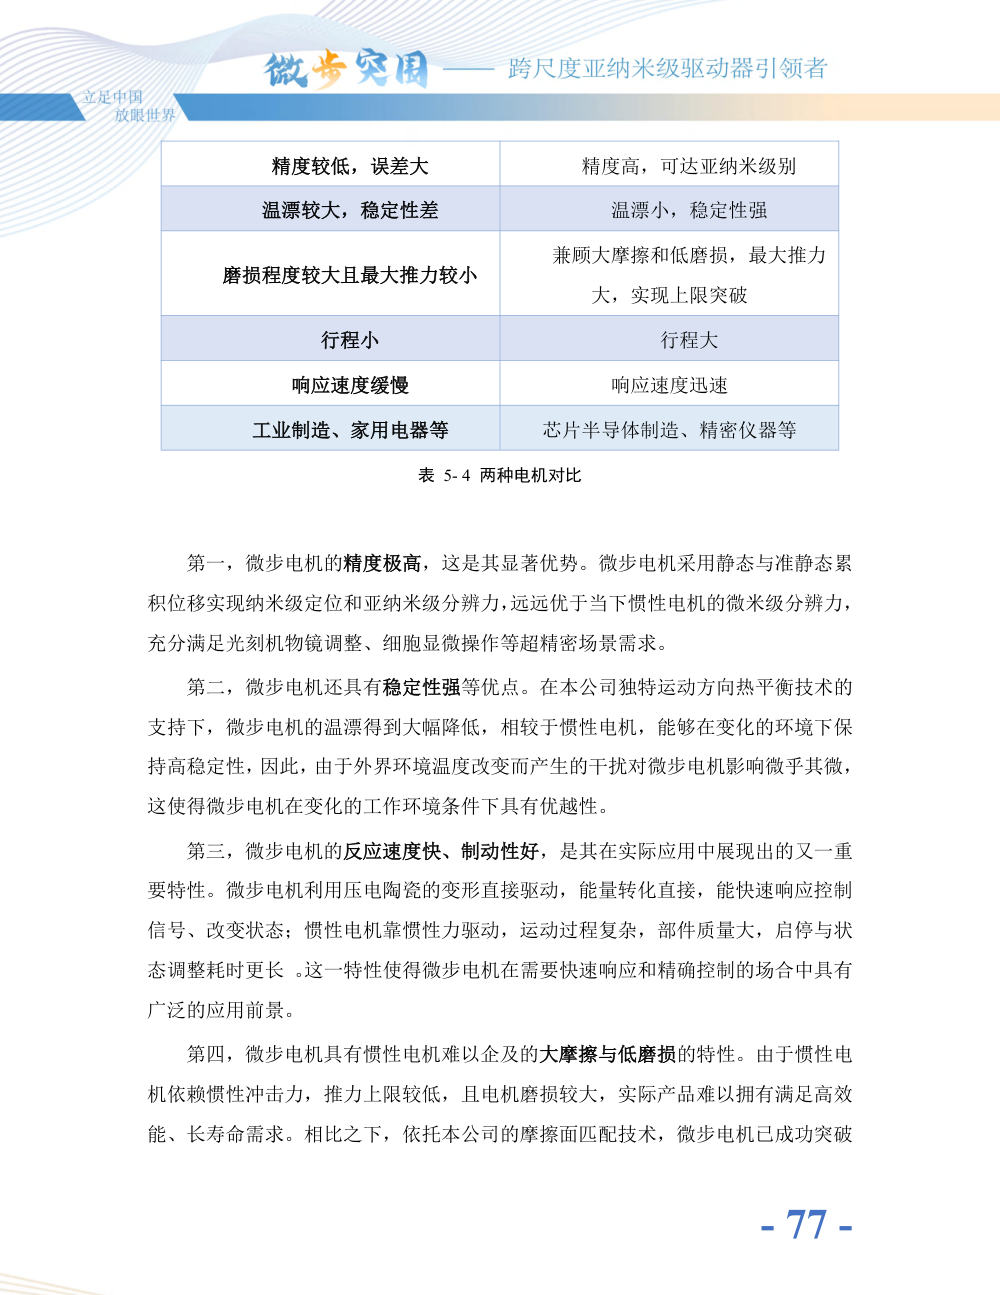 微步突围 —— 跨尺度亚纳米级驱动器引领者
立足中国
放眼世界
精度较低，误差大 精度高，可达亚纳米级别
温漂较大，稳定性差 温漂小，稳定性强
磨损程度较大且最大推力较小 兼顾大摩擦和低磨损，最大推力
大，实现上限突破
行程小 行程大
响应速度缓慢 响应速度迅速
工业制造、家用电器等 芯片半导体制造、精密仪器等
表 5- 4 两种电机对比
第一，微步电机的精度极高，这是其显著优势。微步电机采用静态与准静态累
积位移实现纳米级定位和亚纳米级分辨力，远远优于当下惯性电机的微米级分辨力，
充分满足光刻机物镜调整、细胞显微操作等超精密场景需求。
第二，微步电机还具有稳定性强等优点。在本公司独特运动方向热平衡技术的
支持下，微步电机的温漂得到大幅降低，相较于惯性电机，能够在变化的环境下保
持高稳定性，因此，由于外界环境温度改变而产生的干扰对微步电机影响微乎其微，
这使得微步电机在变化的工作环境条件下具有优越性。
第三，微步电机的反应速度快、制动性好，是其在实际应用中展现出的又一重
要特性。微步电机利用压电陶瓷的变形直接驱动，能量转化直接，能快速响应控制
信号、改变状态；惯性电机靠惯性力驱动，运动过程复杂，部件质量大，启停与状
态调整耗时更长 。这一特性使得微步电机在需要快速响应和精确控制的场合中具有
广泛的应用前景。
第四，微步电机具有惯性电机难以企及的大摩擦与低磨损的特性。由于惯性电
机依赖惯性冲击力，推力上限较低，且电机磨损较大，实际产品难以拥有满足高效
能、长寿命需求。相比之下，依托本公司的摩擦面匹配技术，微步电机已成功突破
- 77 -